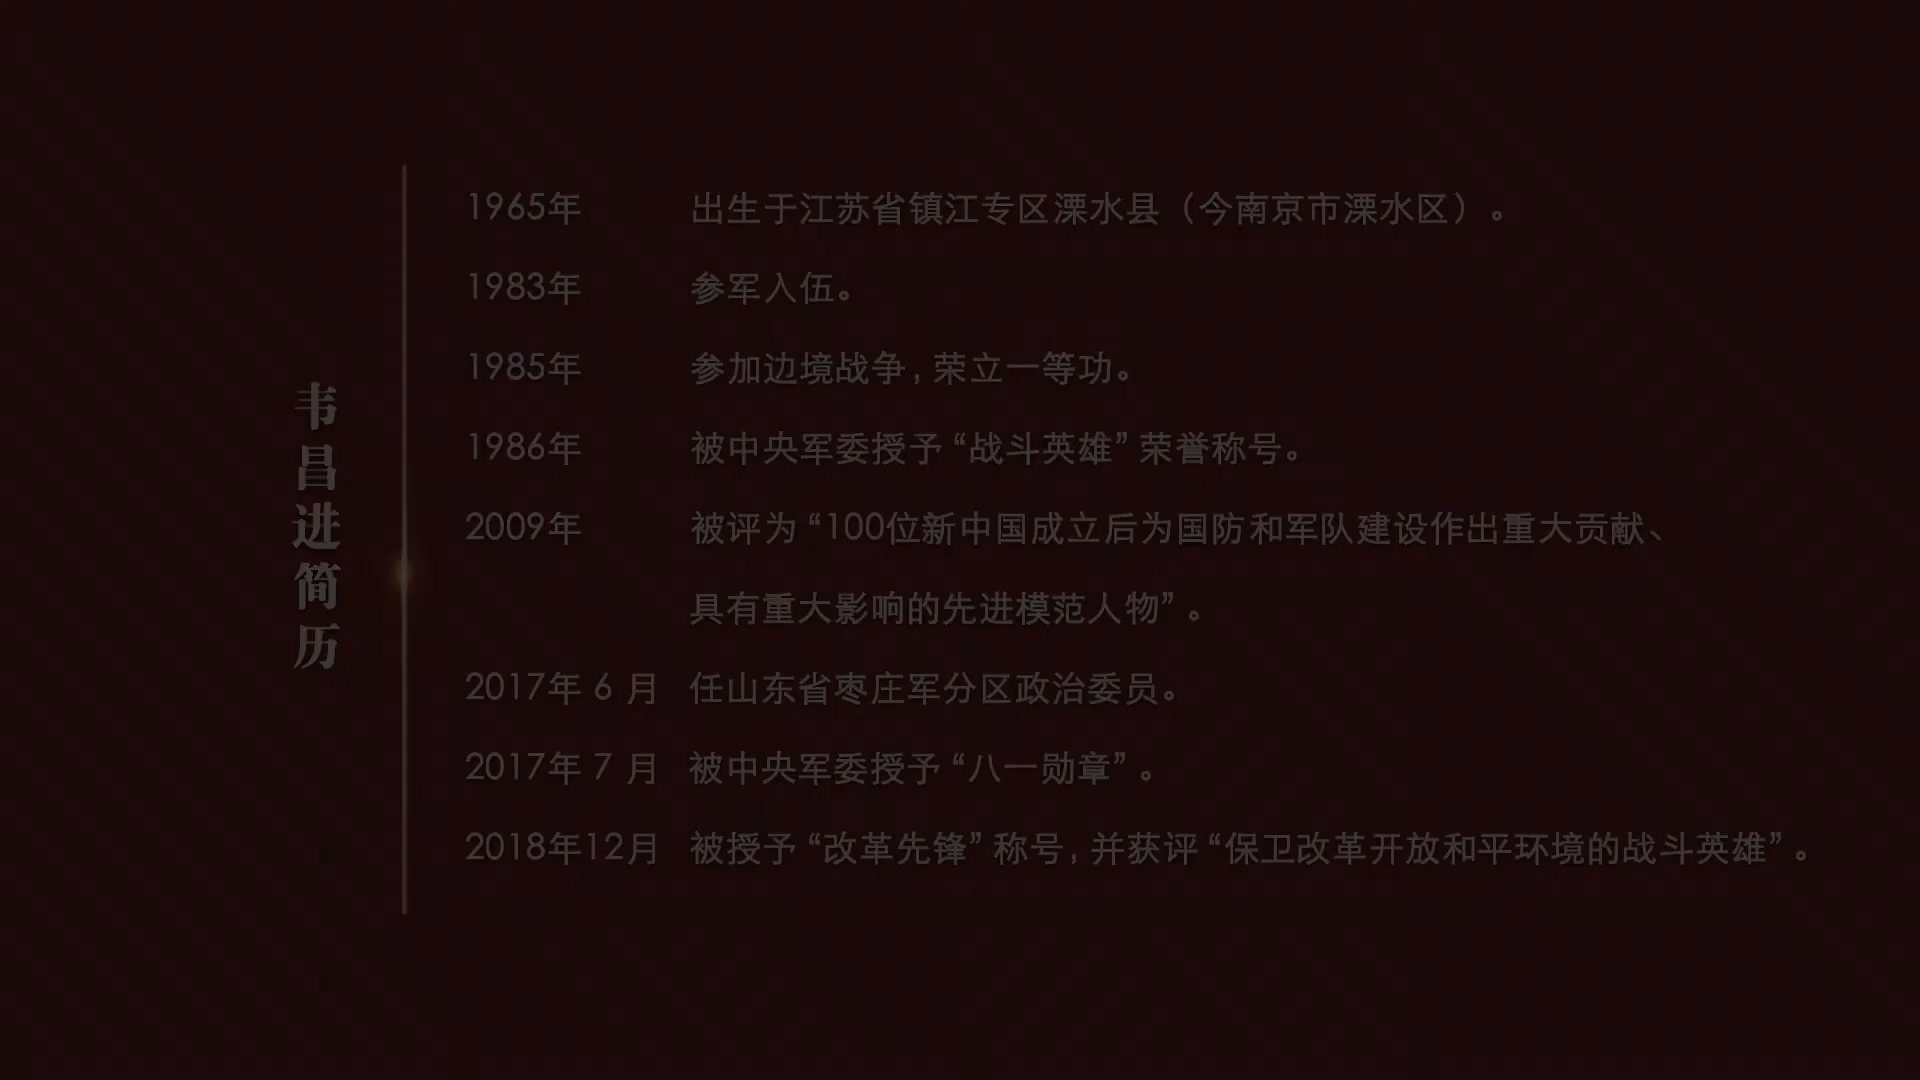 韦昌进简历
1965年 出生于江苏省镇江专区溧水县（今南京市溧水区）。
1983年 参军入伍。
1985年 参加边境战争，荣立一等功。
1986年 被中央军委授予“战斗英雄”荣誉称号。
2009年 被评为“100位新中国成立后为国防和军队建设作出重大贡献、
具有重大影响的先进模范人物”。
2017年 6 月 任山东省枣庄军分区政治委员。
2017年 7 月 被中央军委授予“八一勋章”。
2018年12月 被授予“改革先锋”称号，并获评“保卫改革开放和平环境的战斗英雄”。